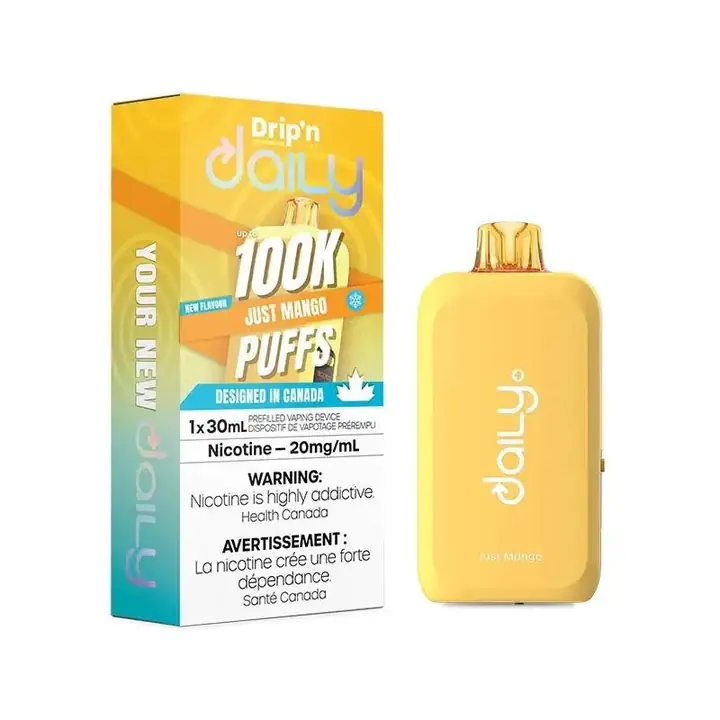 Drip'n
daily
up to
100K
NEW FLAVOUR
JUST MANGO
PUFFS
DESIGNED IN CANADA
1x30mL PREFILLED VAPING DEVICE
DISPOSITIF DE VAPOTAGE PRÉREMPLI
Nicotine – 20mg/mL
WARNING:
Nicotine is highly addictive.
Health Canada
AVERTISSEMENT :
La nicotine crée une forte
dépendance.
Santé Canada
YOUR NEW daily
daily
Just Mango